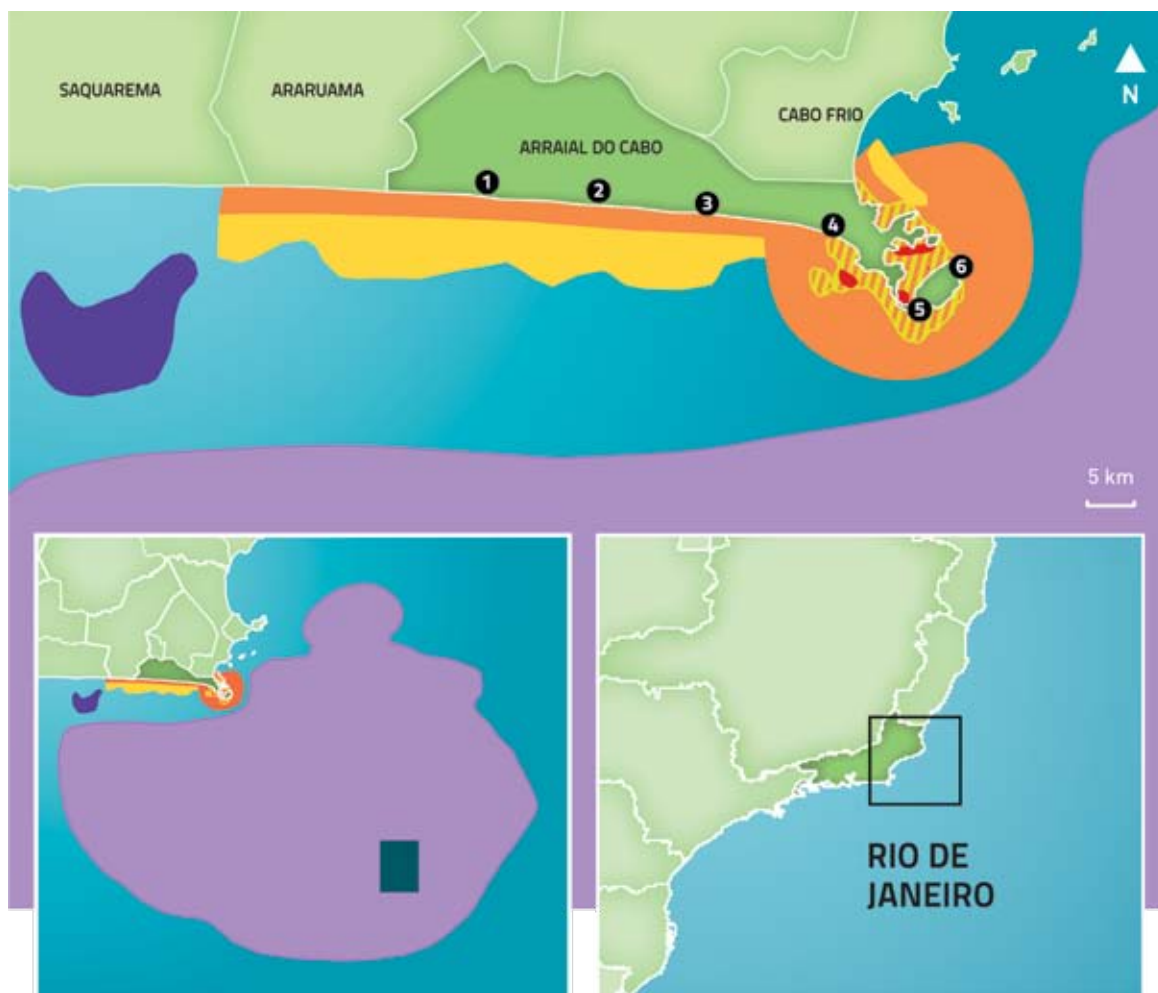 SAQUAREMA
ARARUAMA
ARRAIAL DO CABO
CABO FRIO
N
1
2
3
4
5
6
5 km
RIO DE
JANEIRO